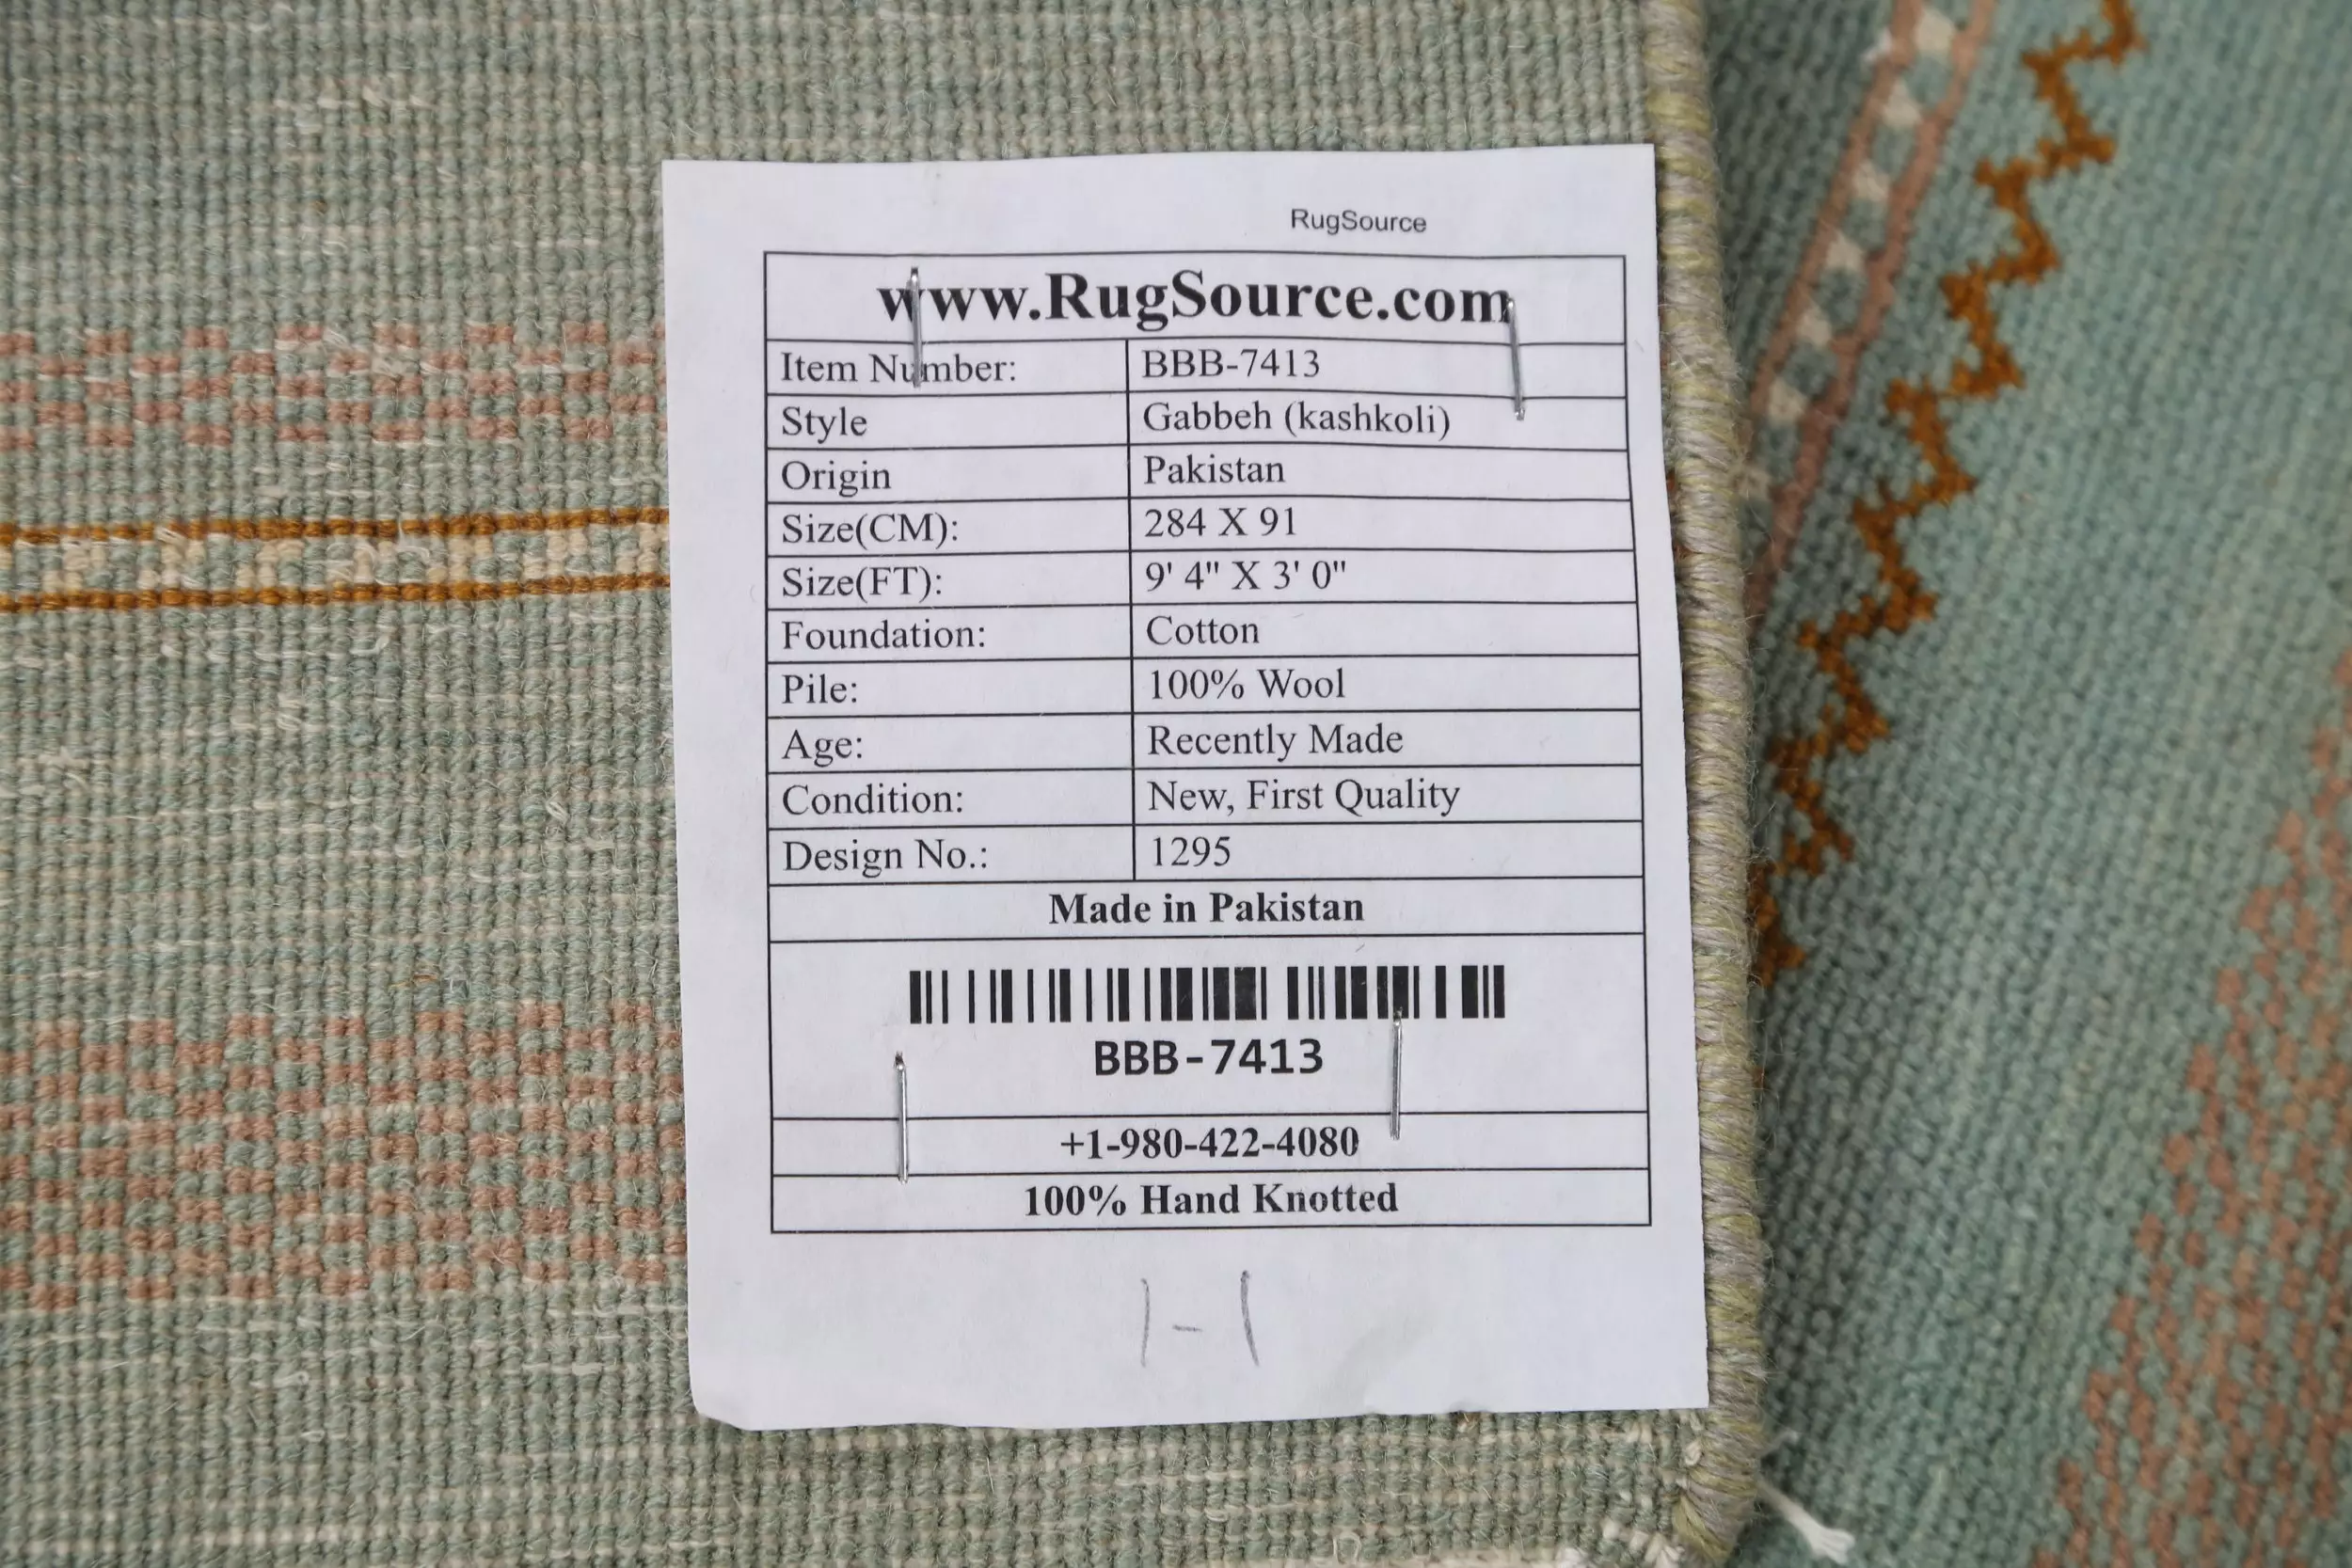 RugSource
www.RugSource.com
Item Number: BBB-7413
Style Gabbeh (kashkoli)
Origin Pakistan
Size(CM): 284 X 91
Size(FT): 9' 4" X 3' 0"
Foundation: Cotton
Pile: 100% Wool
Age: Recently Made
Condition: New, First Quality
Design No.: 1295
Made in Pakistan
BBB-7413
+1-980-422-4080
100% Hand Knotted
1-1